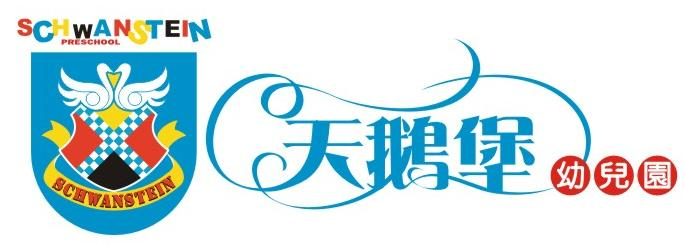 SCHWANSTEIN
PRESCHOOL
SCHWANSTEIN
天鵝堡
幼兒園